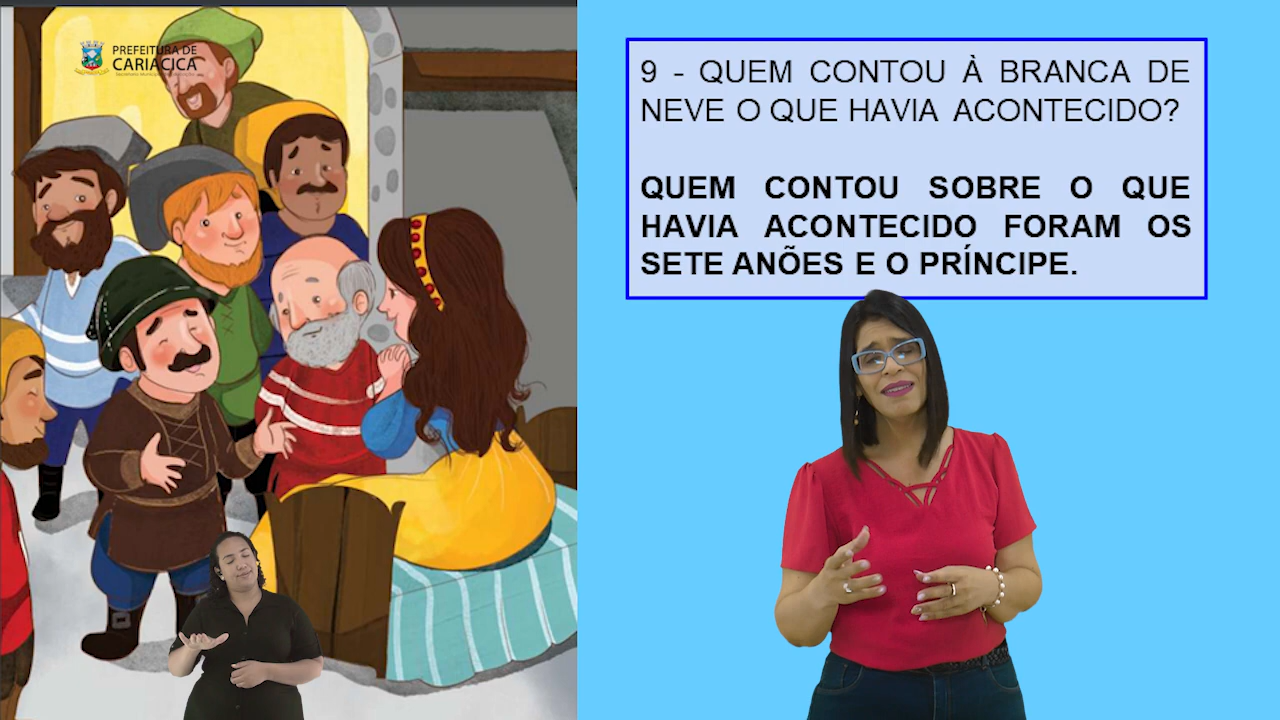 PREFEITURA DE
CARIACICA
9 - QUEM CONTOU À BRANCA DE
NEVE O QUE HAVIA ACONTECIDO?
QUEM CONTOU SOBRE O QUE
HAVIA ACONTECIDO FORAM OS
SETE ANÕES E O PRÍNCIPE.